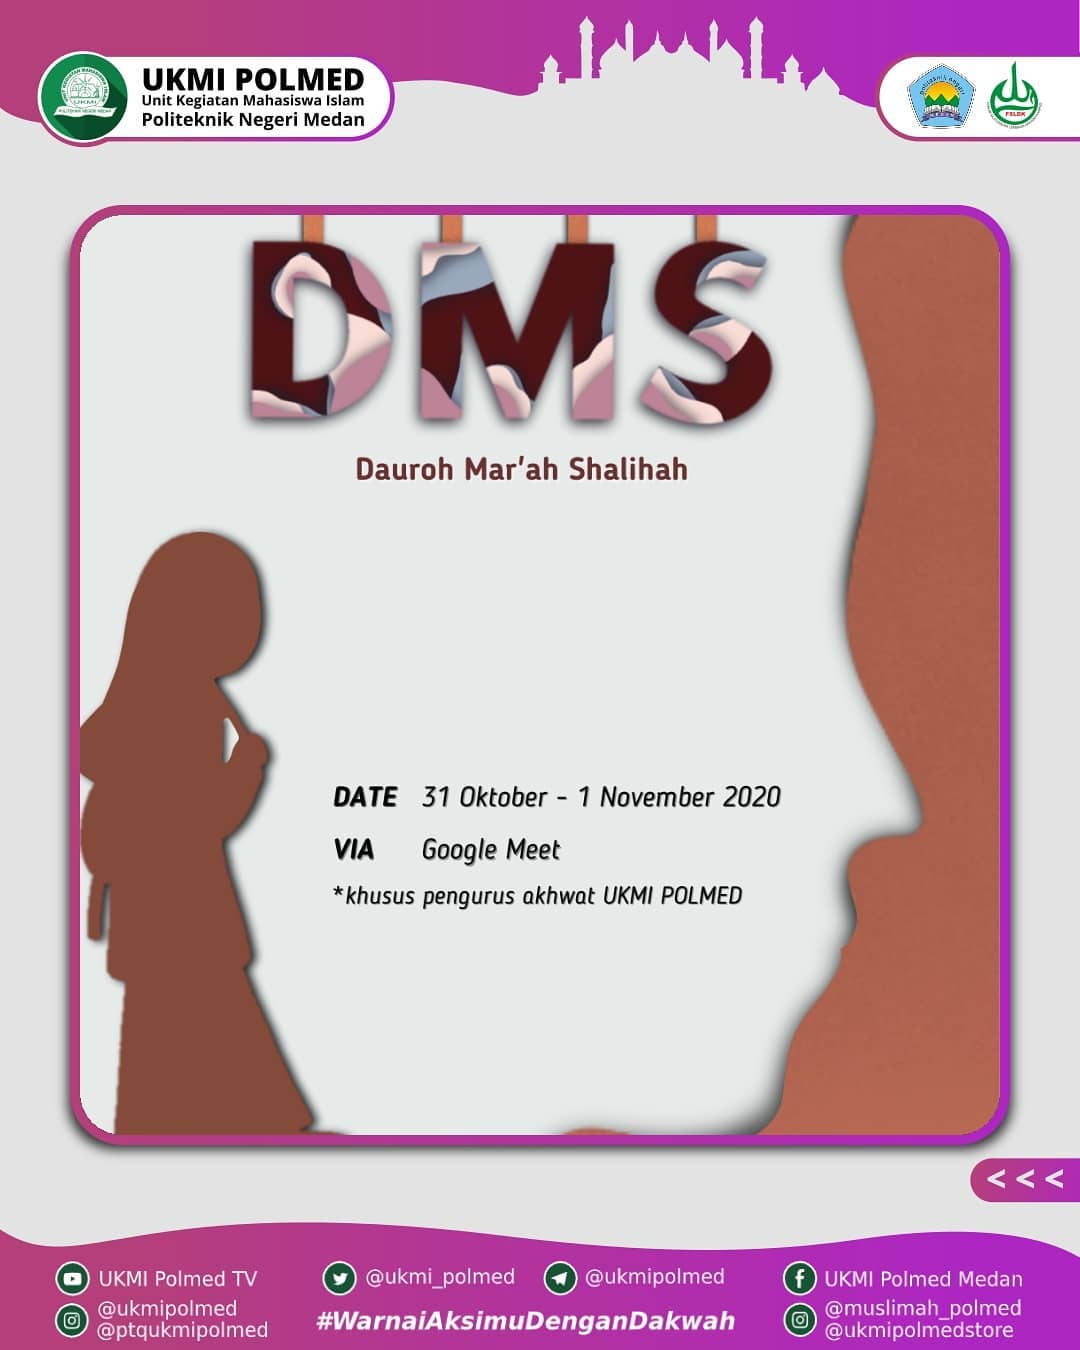 UKMI POLMED
Unit Kegiatan Mahasiswa Islam
Politeknik Negeri Medan
UKMI
FSLDK
DMS
Dauroh Mar'ah Shalihah
DATE 31 Oktober - 1 November 2020
VIA Google Meet
*khusus pengurus akhwat UKMI POLMED
< < <
UKMI Polmed TV
@ukmi_polmed
@ukmipolmed
UKMI Polmed Medan
@ukmipolmed
@ptqukmipolmed
#WarnaiAksimuDenganDakwah
@muslimah_polmed
@ukmipolmedstore